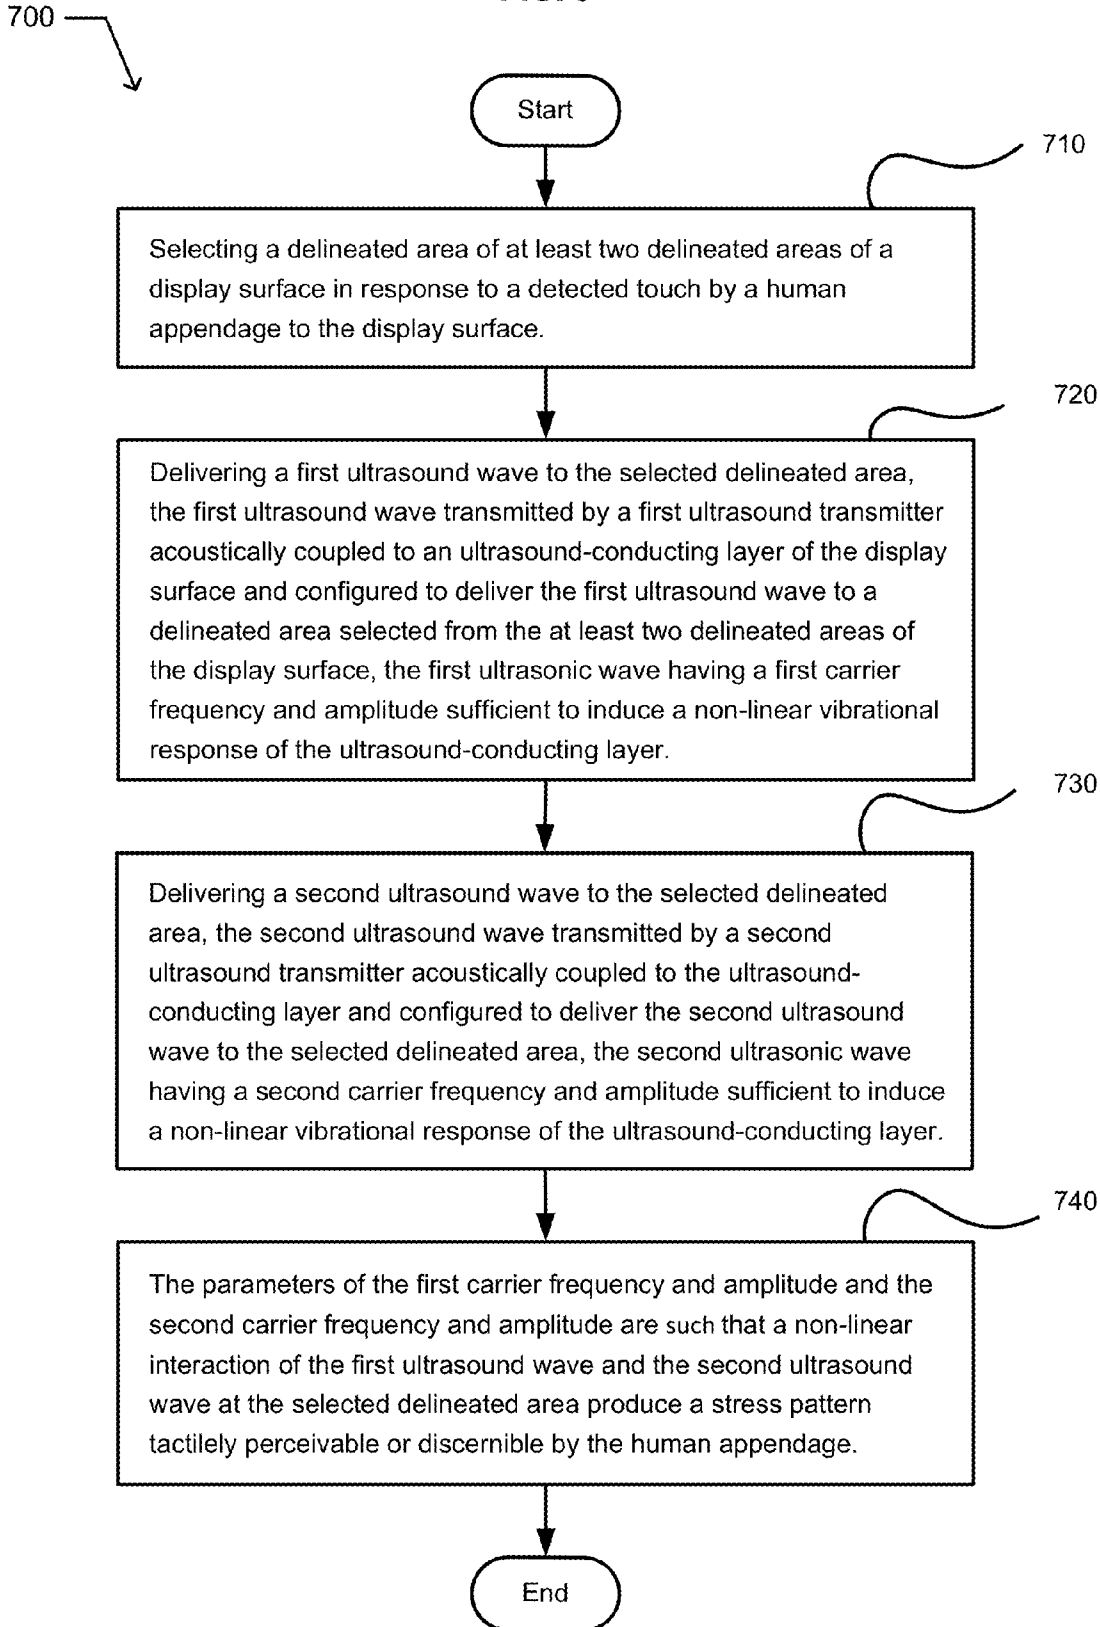 700
Start
710
Selecting a delineated area of at least two delineated areas of a
display surface in response to a detected touch by a human
appendage to the display surface.
720
Delivering a first ultrasound wave to the selected delineated area,
the first ultrasound wave transmitted by a first ultrasound transmitter
acoustically coupled to an ultrasound-conducting layer of the display
surface and configured to deliver the first ultrasound wave to a
delineated area selected from the at least two delineated areas of
the display surface, the first ultrasonic wave having a first carrier
frequency and amplitude sufficient to induce a non-linear vibrational
response of the ultrasound-conducting layer.
730
Delivering a second ultrasound wave to the selected delineated
area, the second ultrasound wave transmitted by a second
ultrasound transmitter acoustically coupled to the ultrasound-
conducting layer and configured to deliver the second ultrasound
wave to the selected delineated area, the second ultrasonic wave
having a second carrier frequency and amplitude sufficient to induce
a non-linear vibrational response of the ultrasound-conducting layer.
740
The parameters of the first carrier frequency and amplitude and the
second carrier frequency and amplitude are such that a non-linear
interaction of the first ultrasound wave and the second ultrasound
wave at the selected delineated area produce a stress pattern
tactilely perceivable or discernible by the human appendage.
End